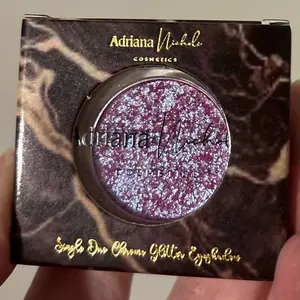 Adriana Nichole
COSMETICS
Adriana Nichole
COSMETICS
Single Duo Chrome Glitter Eyeshadow